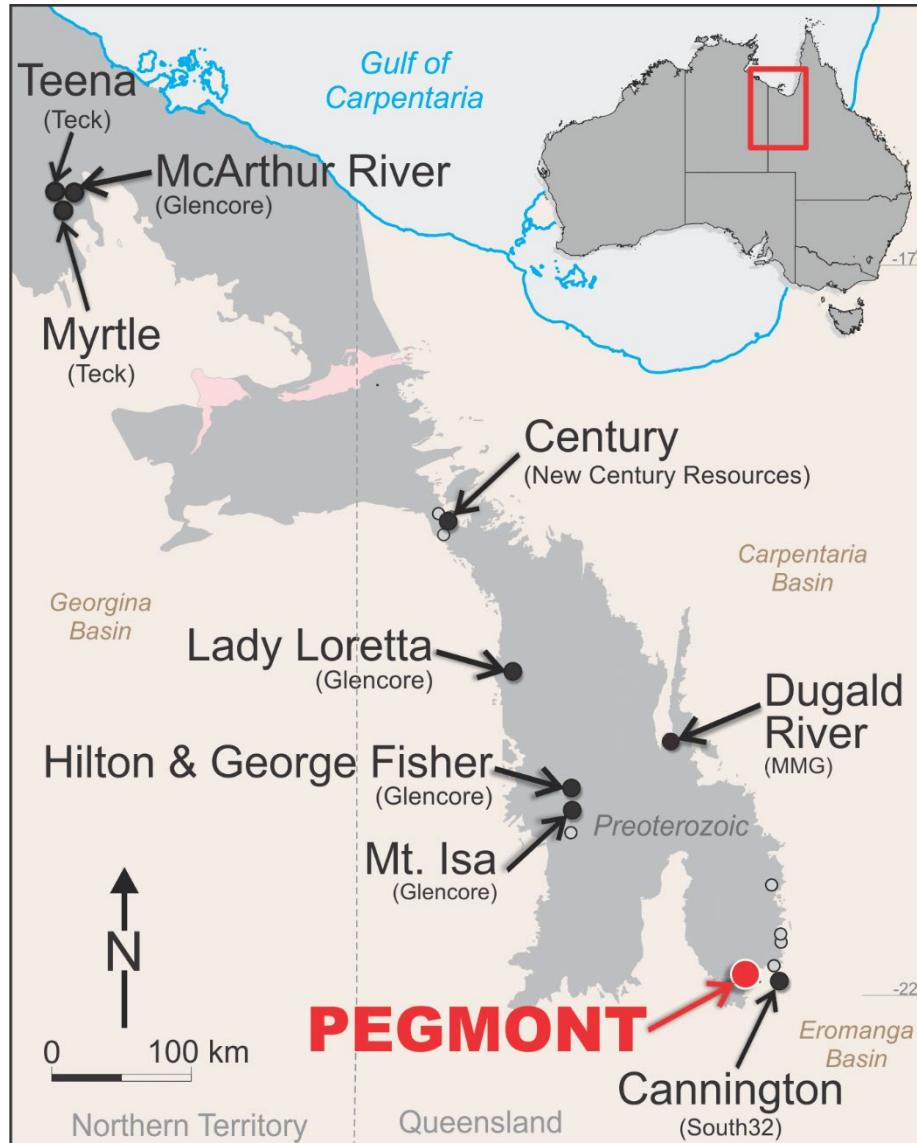 Teena
(Teck)
Gulf of
Carpentaria
McArthur River
(Glencore)
-17°
Myrtle
(Teck)
Century
(New Century Resources)
Carpentaria
Basin
Georgina
Basin
Lady Loretta
(Glencore)
Dugald
River
(MMG)
Hilton & George Fisher
(Glencore)
Preoterozoic
Mt. Isa
(Glencore)
N
PEGMONT
-22
0 100 km
Eromanga
Basin
Cannington
(South32)
Northern Territory
Queensland